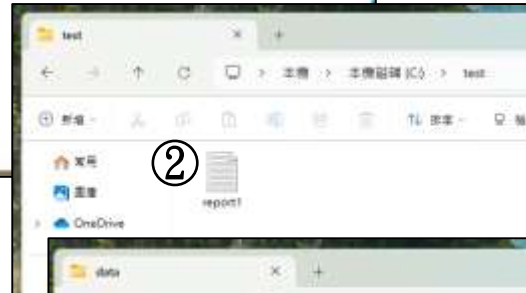 test
本機 > 本機磁碟 (C:) > test
新增
排序
②
常用
圖庫
report1
OneDrive
data